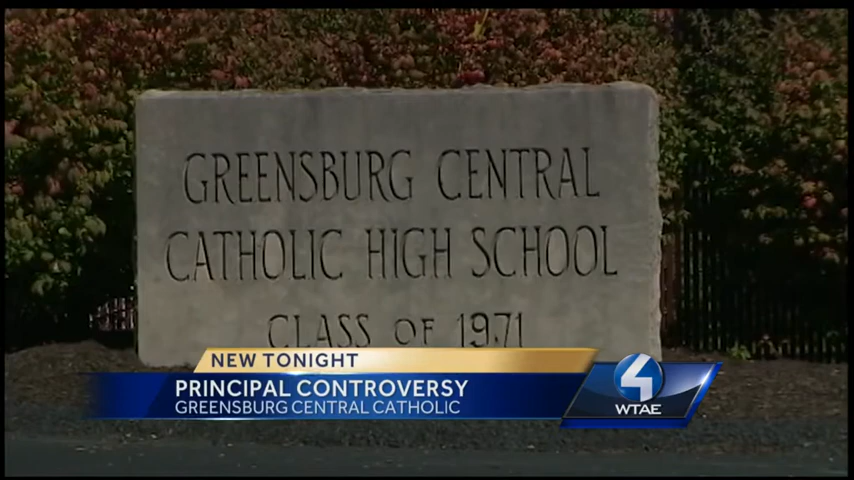 GREENSBURG CENTRAL
CATHOLIC HIGH SCHOOL
CLASS OF 1971
NEW TONIGHT
PRINCIPAL CONTROVERSY
GREENSBURG CENTRAL CATHOLIC
4
WTAE